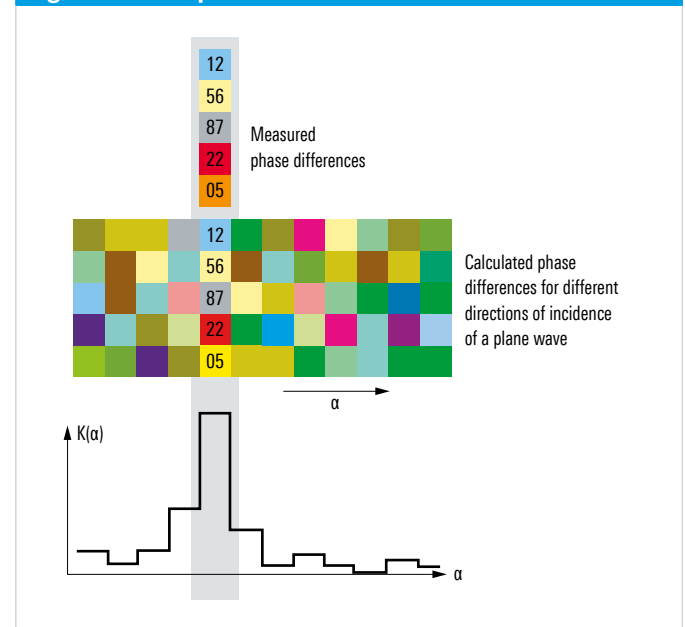 12
56
87
22
05
Measured
phase differences
12
56
87
22
05
Calculated phase
differences for different
directions of incidence
of a plane wave
α
K(α)
α